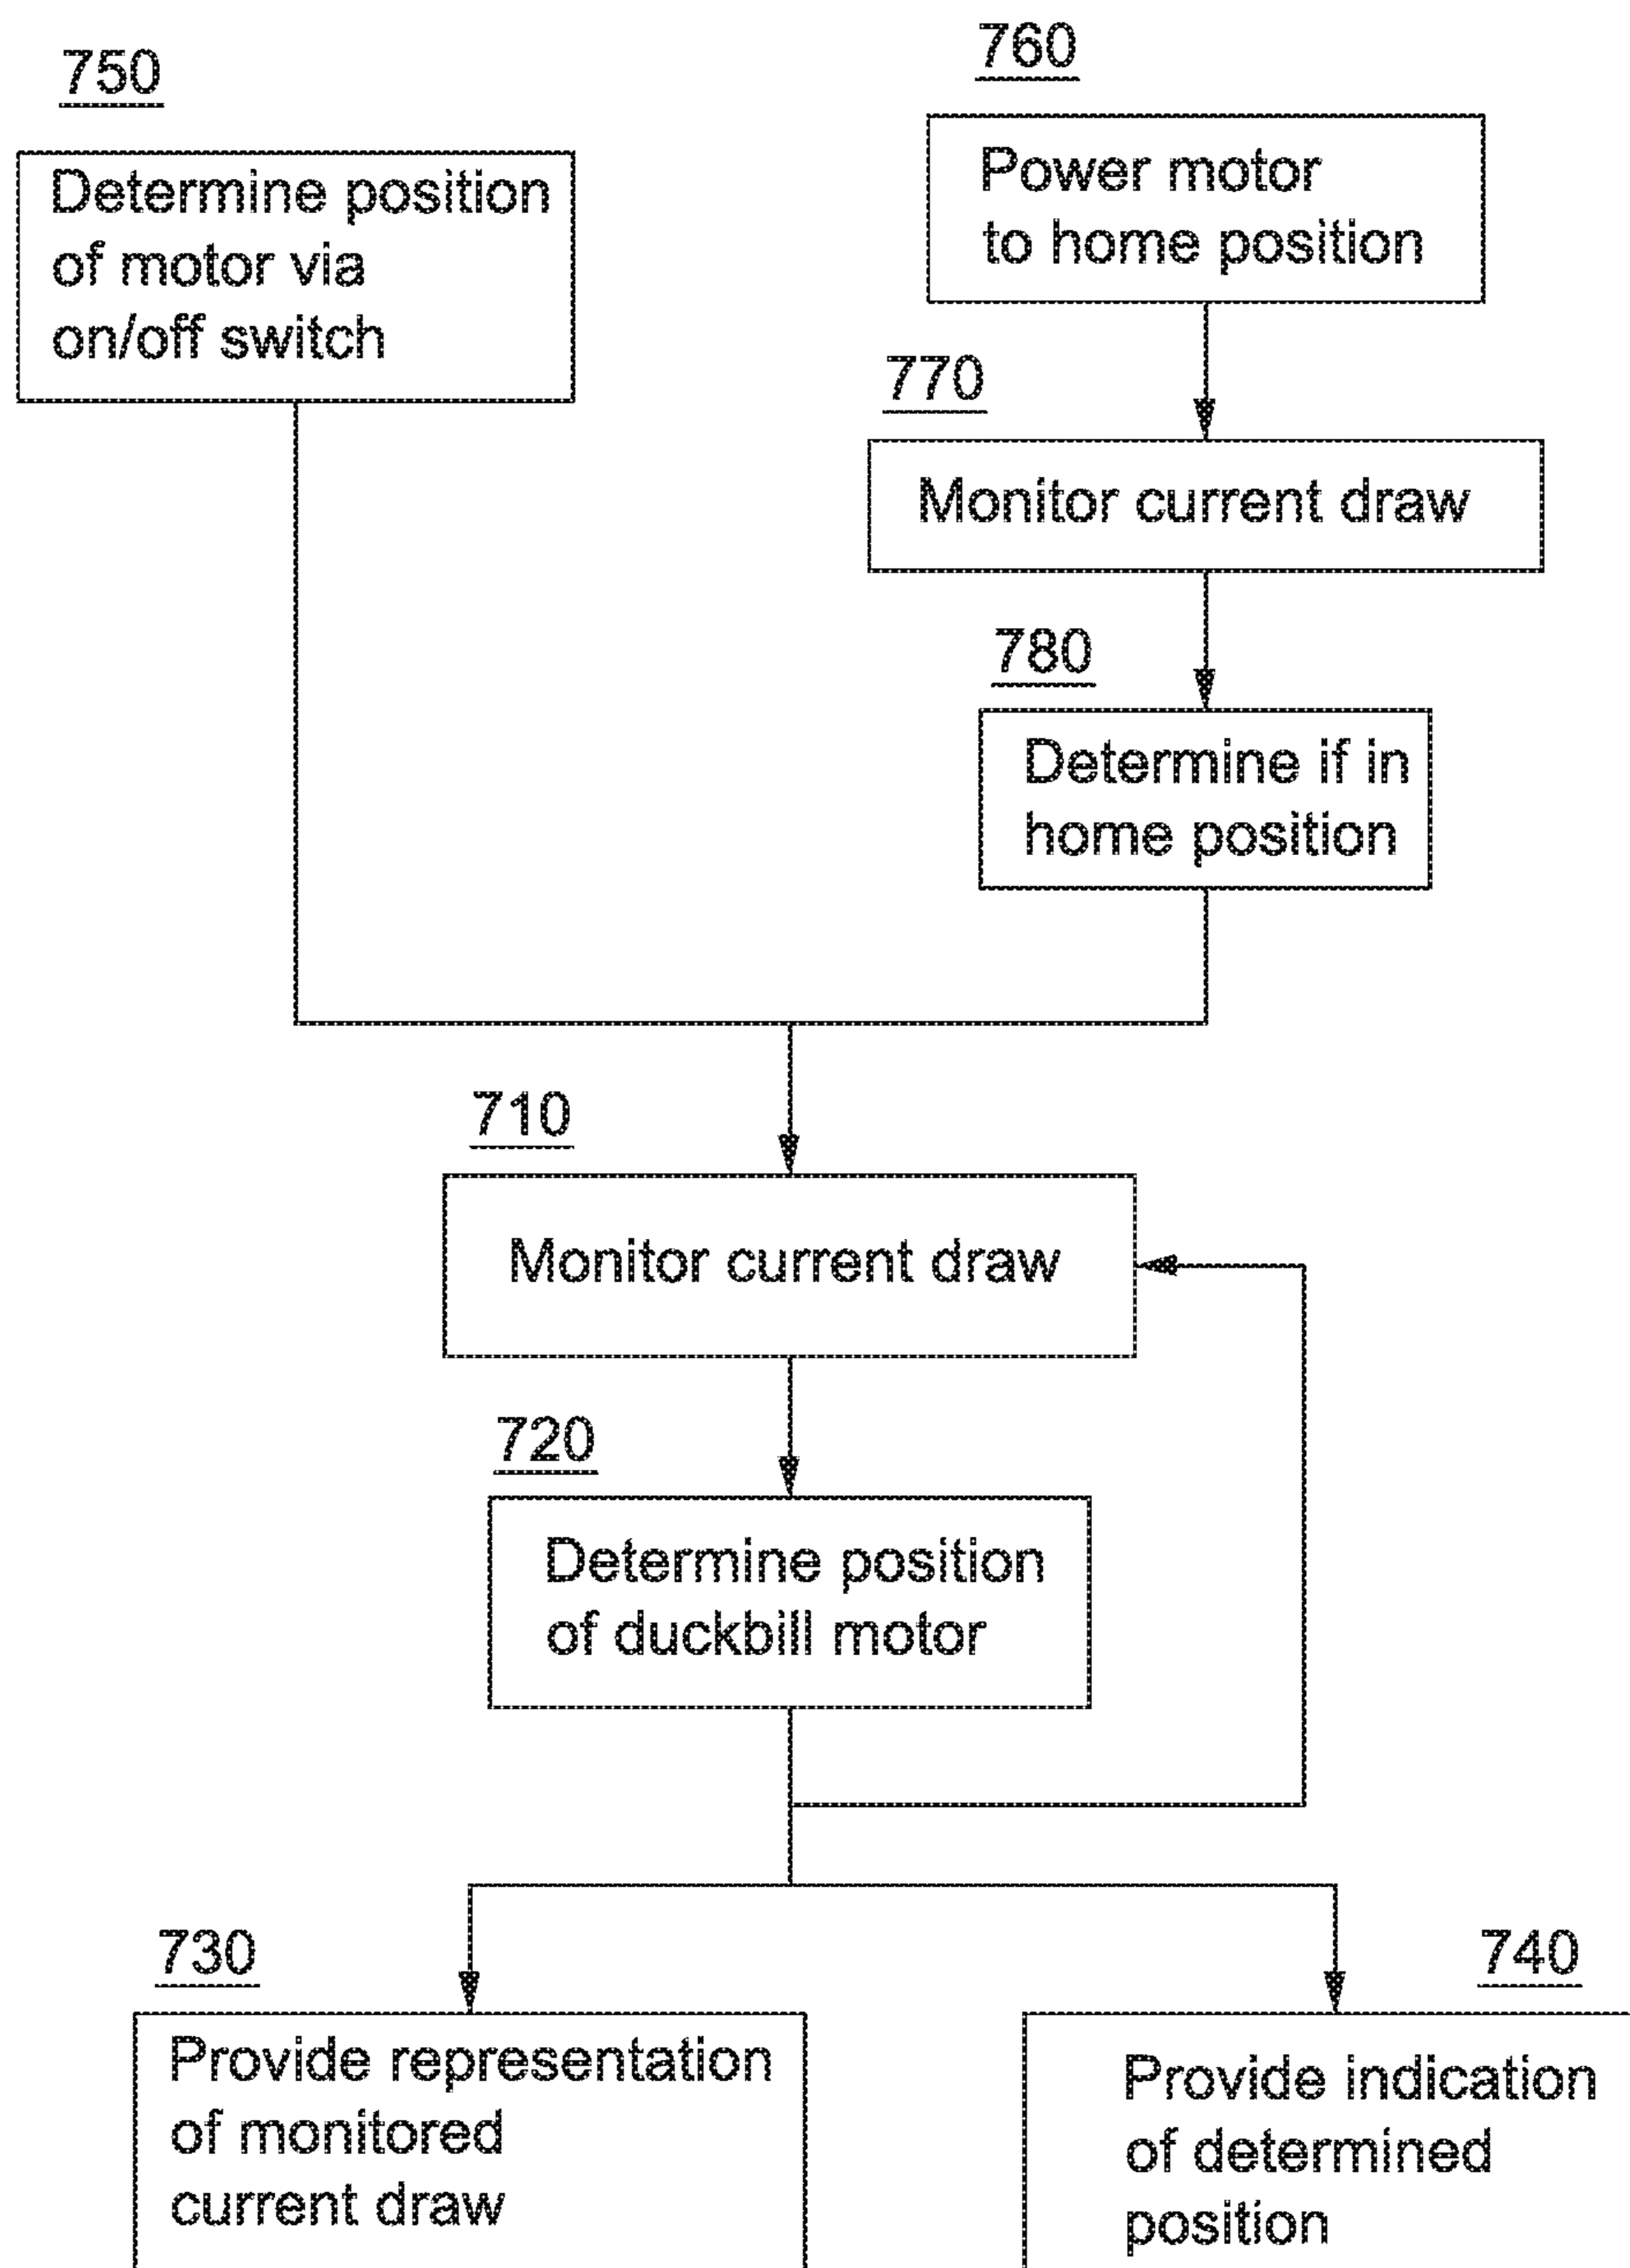 750
Determine position
of motor via
on/off switch
760
Power motor
to home position
770
Monitor current draw
780
Determine if in
home position
710
Monitor current draw
720
Determine position
of duckbill motor
730
Provide representation
of monitored
current draw
740
Provide indication
of determined
position